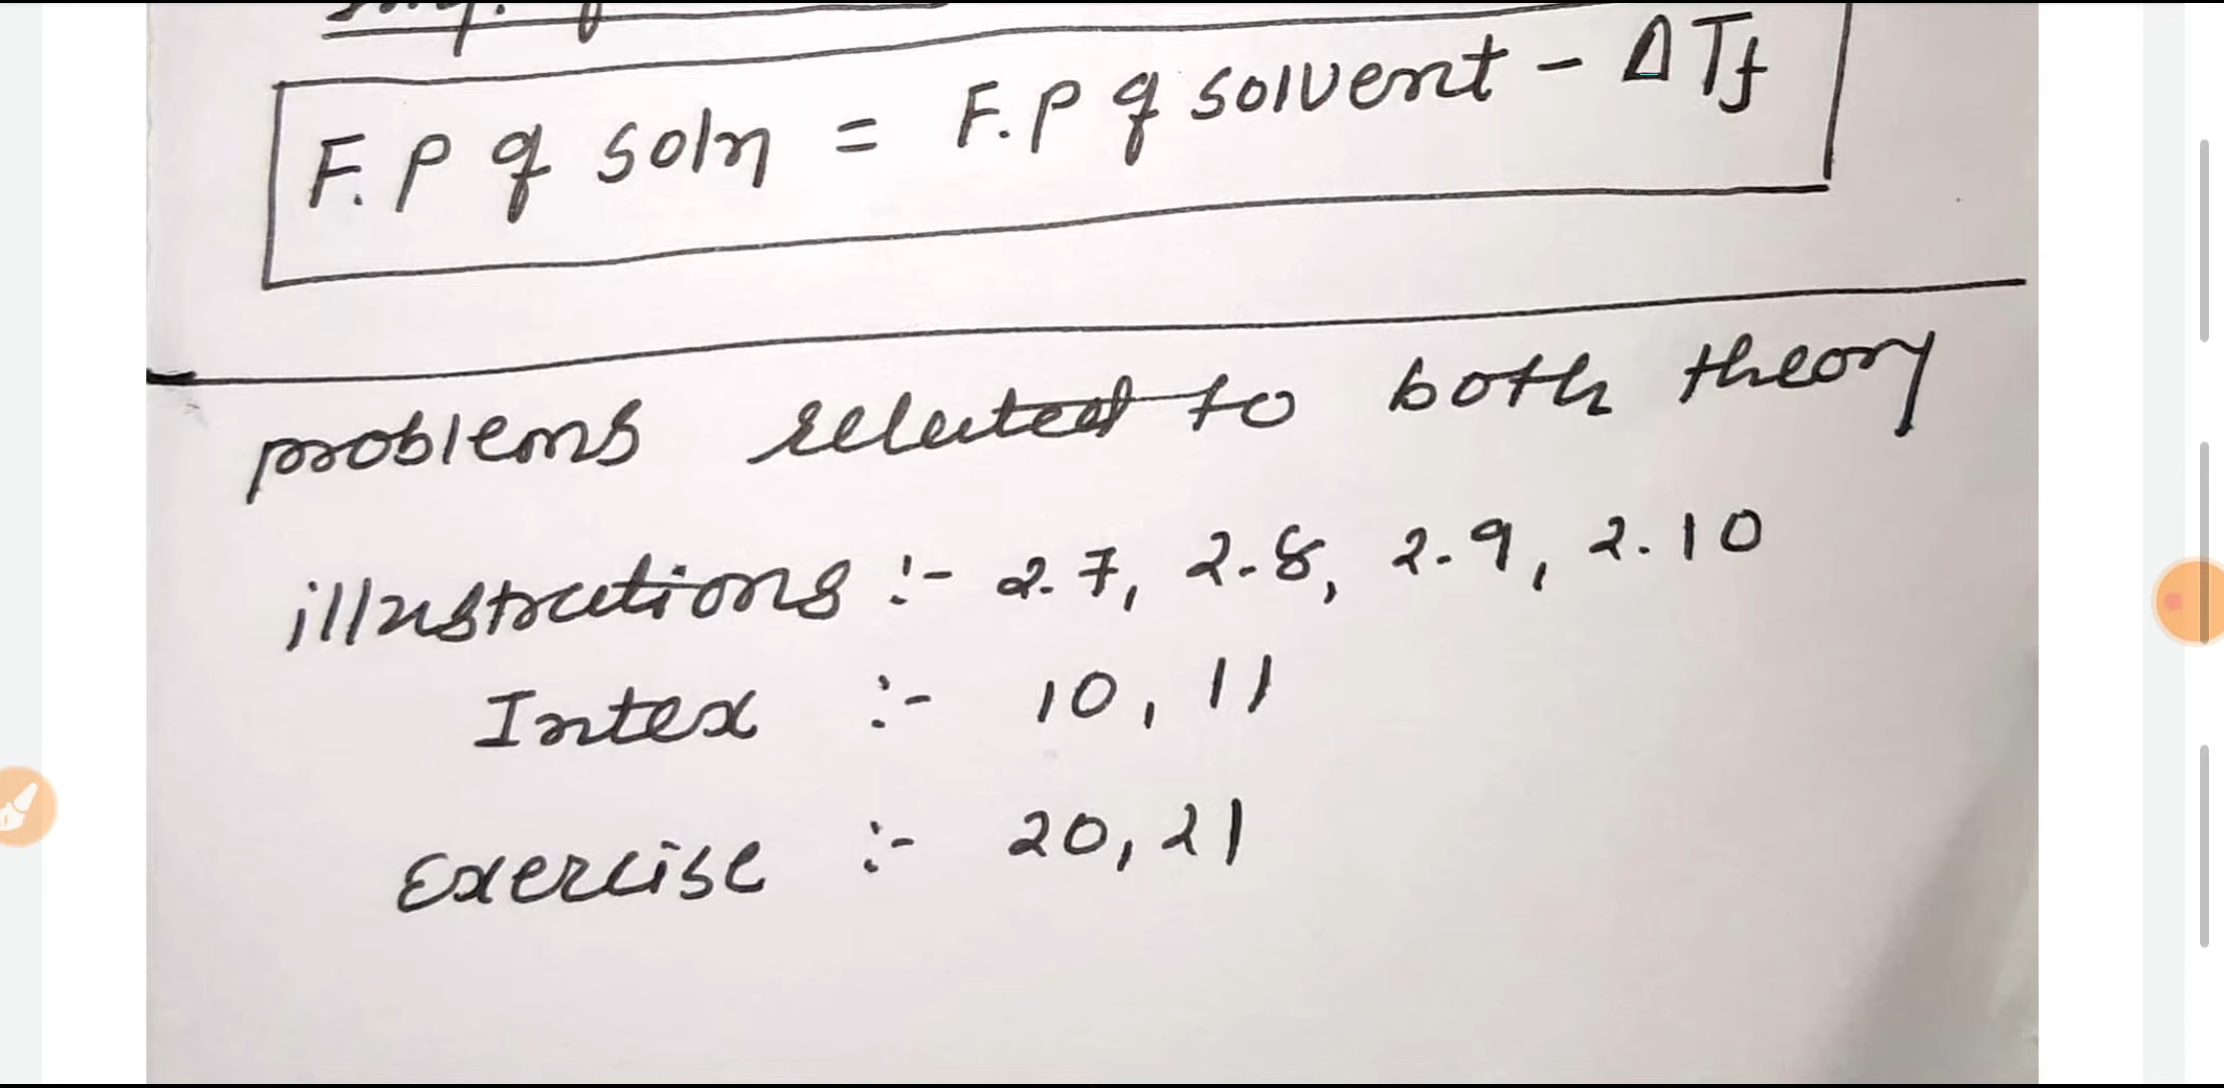 F.P of soln = F.P of solvent - ΔTf
problems related to both theory
illustrations :- 2.7, 2.8, 2.9, 2.10
Intex :- 10, 11
Exercise :- 20, 21